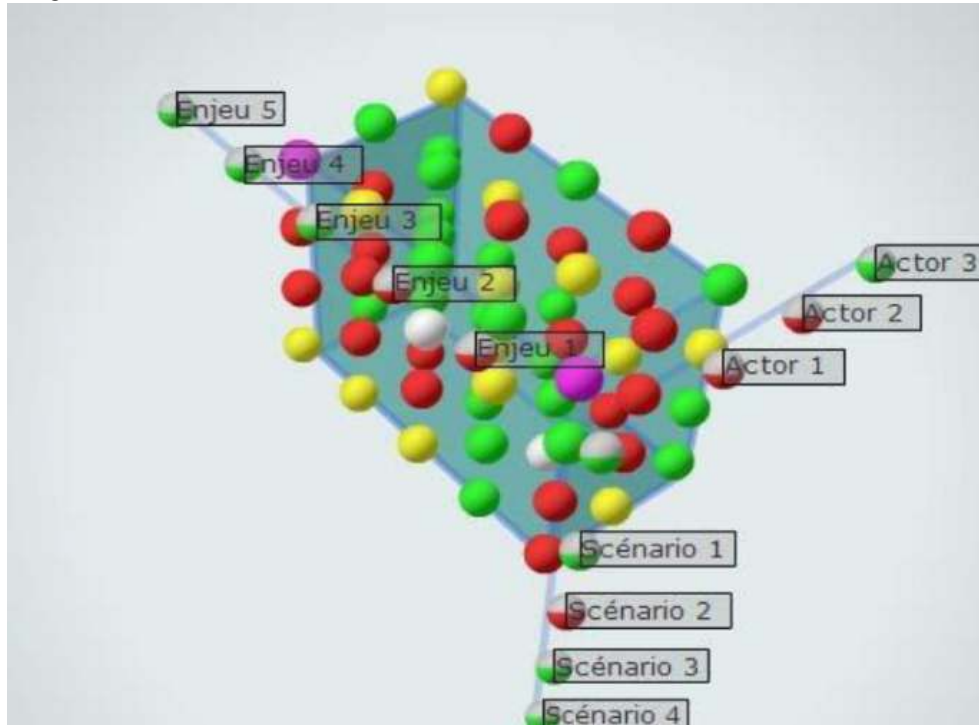 Enjeu 5
Enjeu 4
Enjeu 3
Enjeu 2
Enjeu 1
Actor 3
Actor 2
Actor 1
Scénario 1
Scénario 2
Scénario 3
Scénario 4